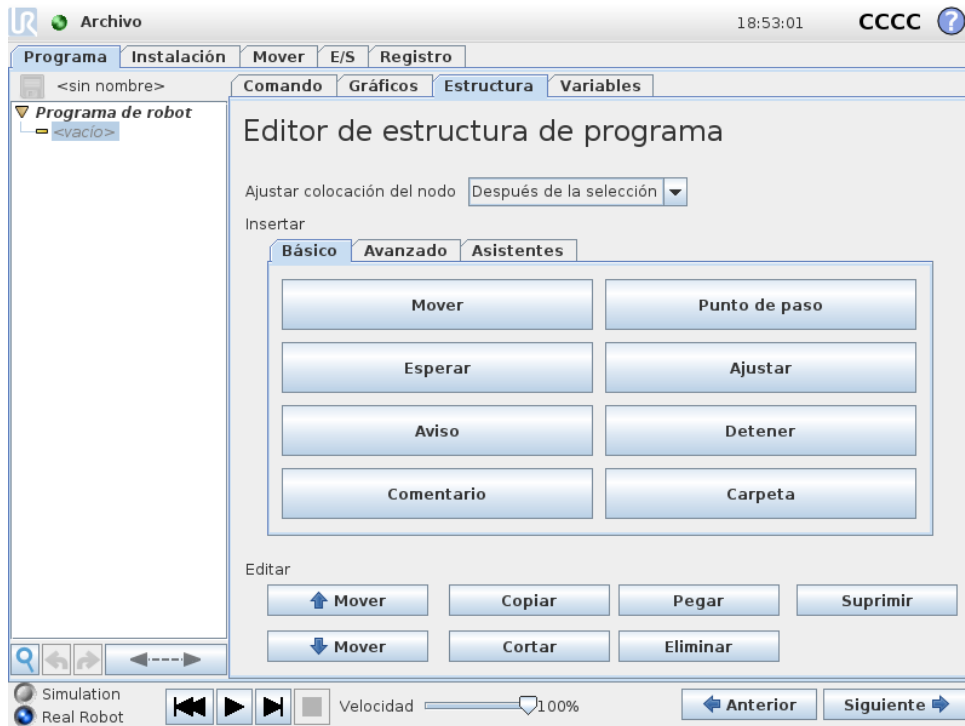 UR Archivo 18:53:01 CCCC ?
Programa Instalación Mover E/S Registro
<sin nombre> Comando Gráficos Estructura Variables
Programa de robot
<vacío>
Editor de estructura de programa
Ajustar colocación del nodo Después de la selección
Insertar
Básico Avanzado Asistentes
Mover Punto de paso
Esperar Ajustar
Aviso Detener
Comentario Carpeta
Editar
Mover Copiar Pegar Suprimir
Mover Cortar Eliminar
Simulation
Real Robot
Velocidad 100% Anterior Siguiente